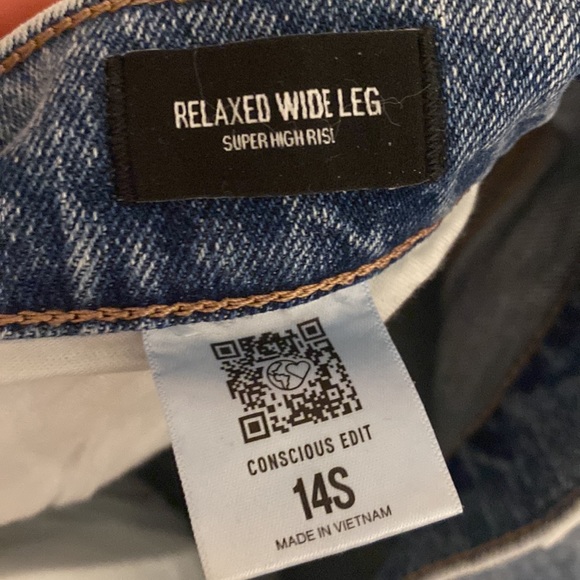 RELAXED WIDE LEG
SUPER HIGH RISE
CONSCIOUS EDIT
14S
MADE IN VIETNAM